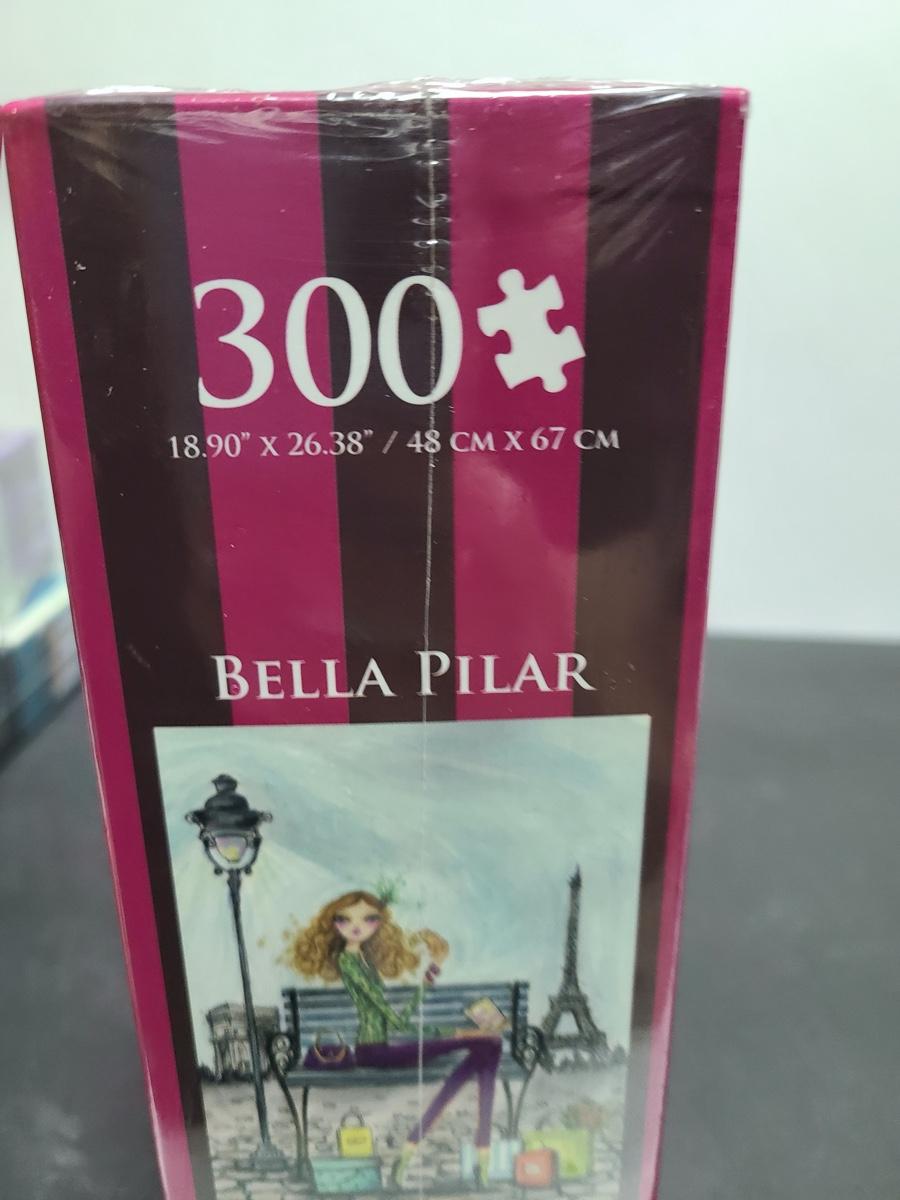 300
18.90" X 26.38" / 48 CM X 67 CM
BELLA PILAR